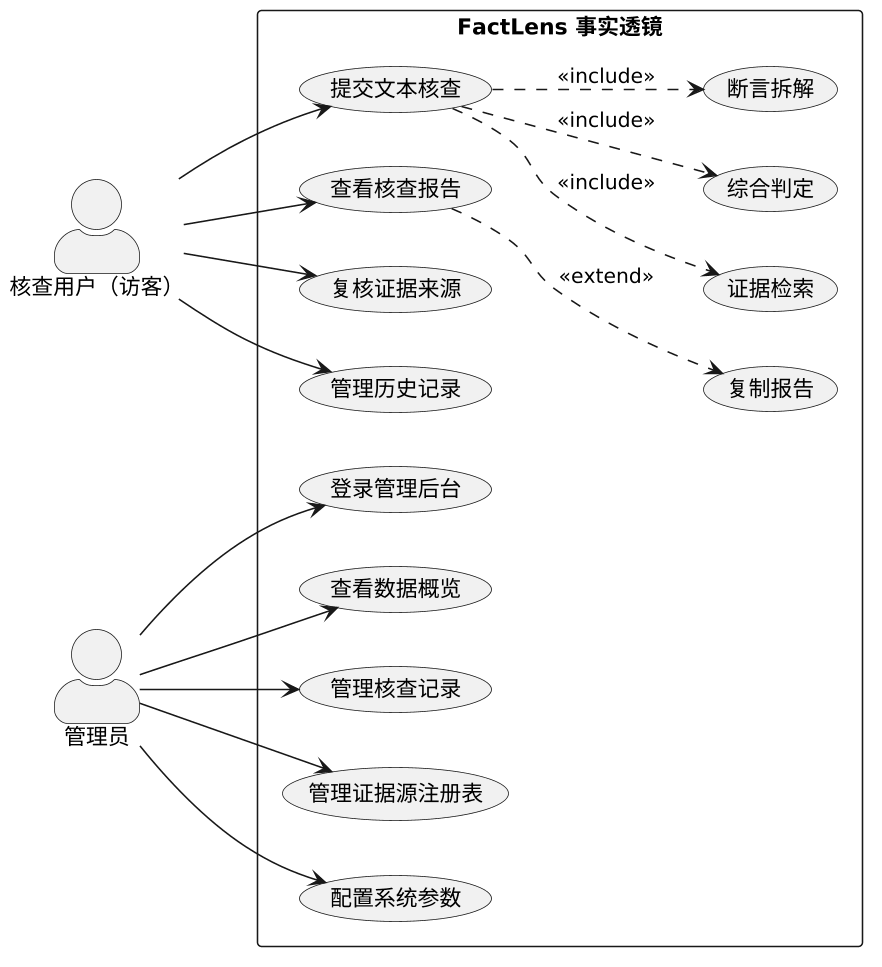 FactLens 事实透镜
提交文本核查
«include»
断言拆解
«include»
查看核查报告
«include»
综合判定
核查用户（访客）
复核证据来源
«extend»
证据检索
管理历史记录
复制报告
登录管理后台
查看数据概览
管理核查记录
管理员
管理证据源注册表
配置系统参数